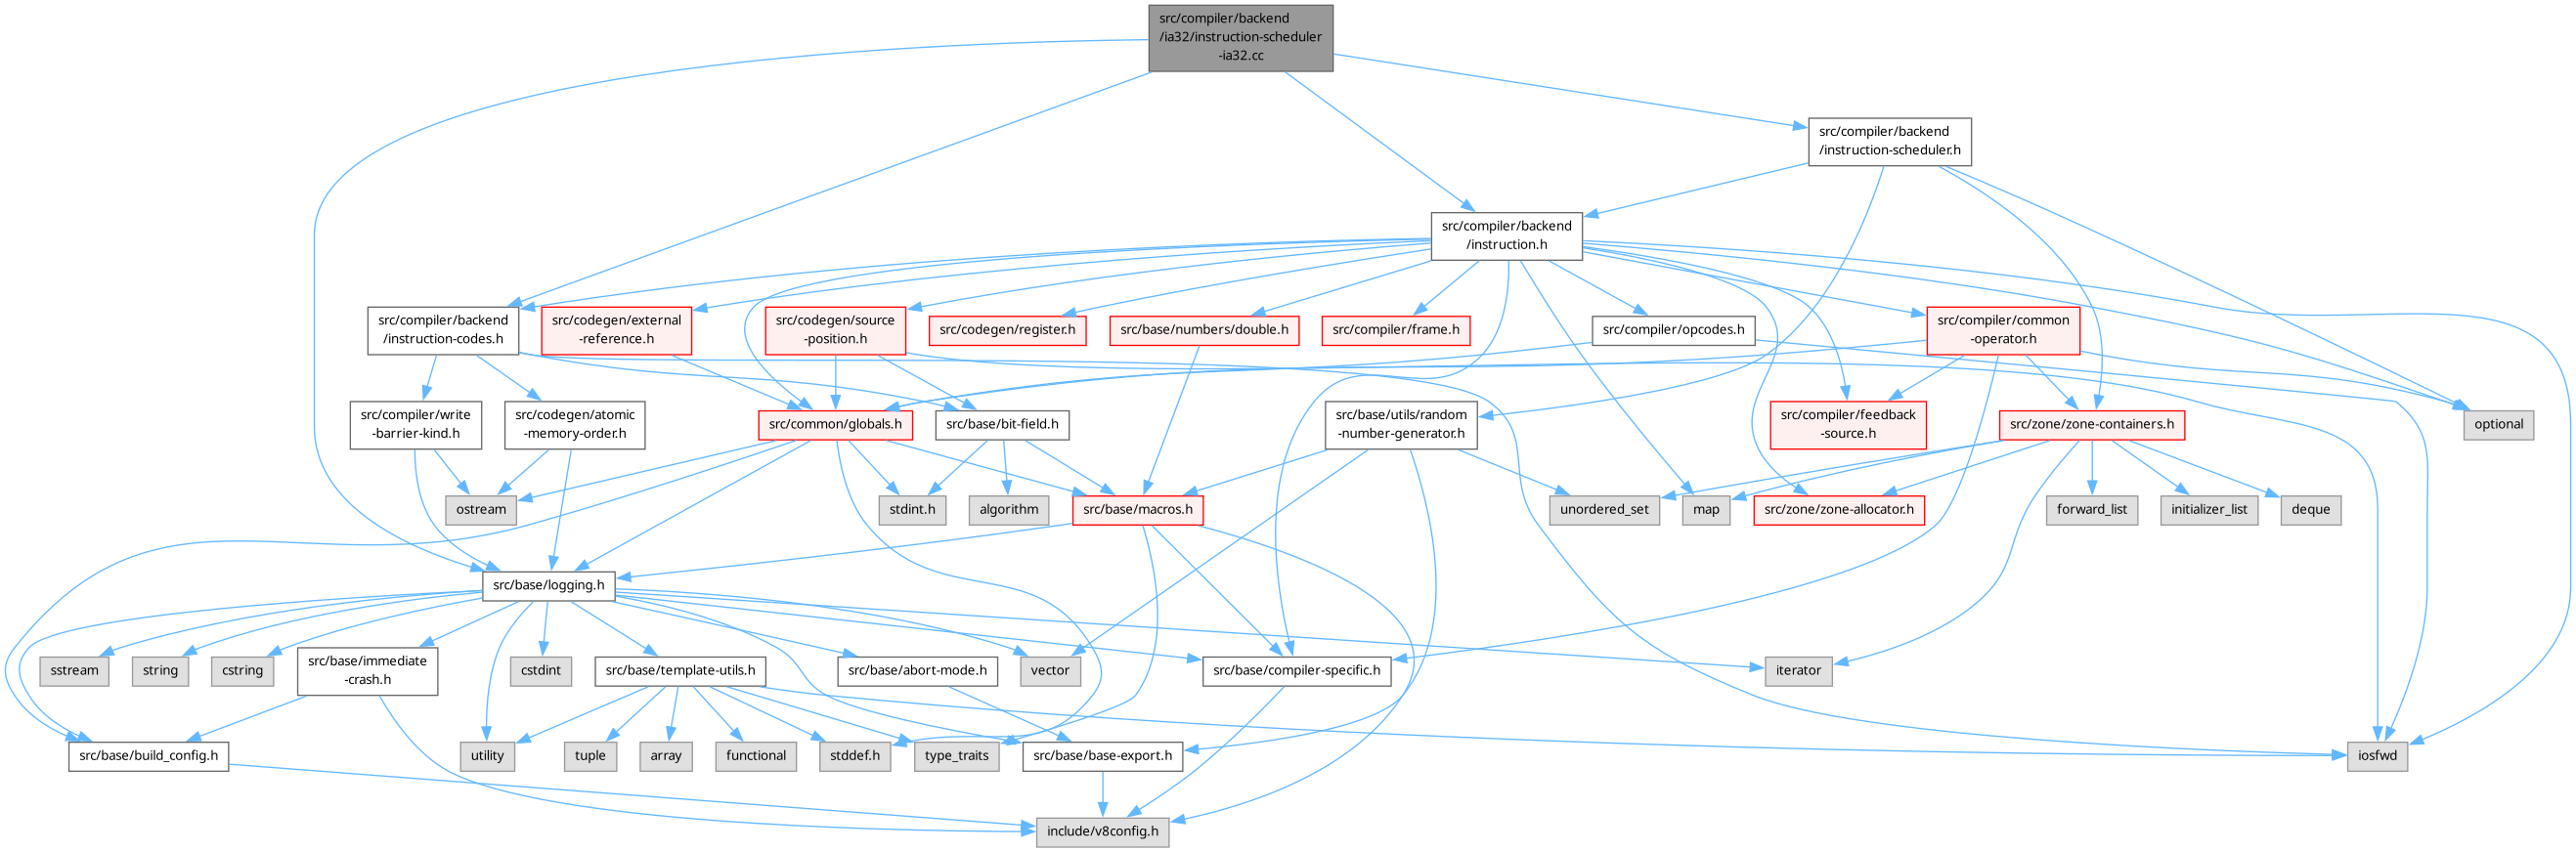 src/compiler/backend
/ia32/instruction-scheduler
-ia32.cc
src/compiler/backend
/instruction-scheduler.h
src/compiler/backend
/instruction.h
src/compiler/backend
/instruction-codes.h
src/codegen/external
-reference.h
src/codegen/source
-position.h
src/codegen/register.h
src/base/numbers/double.h
src/compiler/frame.h
src/compiler/opcodes.h
src/compiler/common
-operator.h
src/compiler/write
-barrier-kind.h
src/codegen/atomic
-memory-order.h
src/common/globals.h
src/base/bit-field.h
src/base/utils/random
-number-generator.h
src/compiler/feedback
-source.h
src/zone/zone-containers.h
optional
ostream
stdint.h
algorithm
src/base/macros.h
unordered_set
map
src/zone/zone-allocator.h
forward_list
initializer_list
deque
src/base/logging.h
sstream
string
cstring
src/base/immediate
-crash.h
cstdint
src/base/template-utils.h
src/base/abort-mode.h
vector
src/base/compiler-specific.h
iterator
src/base/build_config.h
utility
tuple
array
functional
stddef.h
type_traits
src/base/base-export.h
iosfwd
include/v8config.h